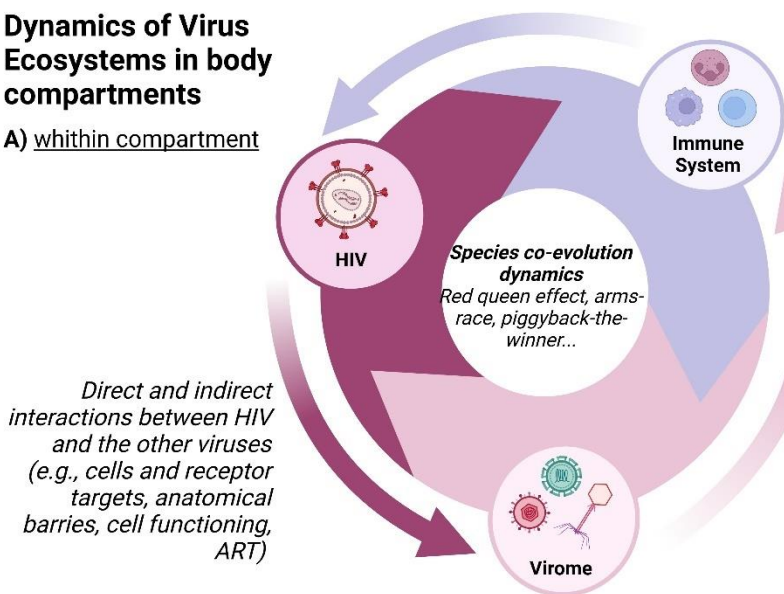 Dynamics of Virus
Ecosystems in body
compartments
A) whithin compartment
Immune
System
HIV
Species co-evolution
dynamics
Red queen effect, arms-
race, piggyback-the-
winner...
Direct and indirect
interactions between HIV
and the other viruses
(e.g., cells and receptor
targets, anatomical
barries, cell functioning,
ART)
Virome